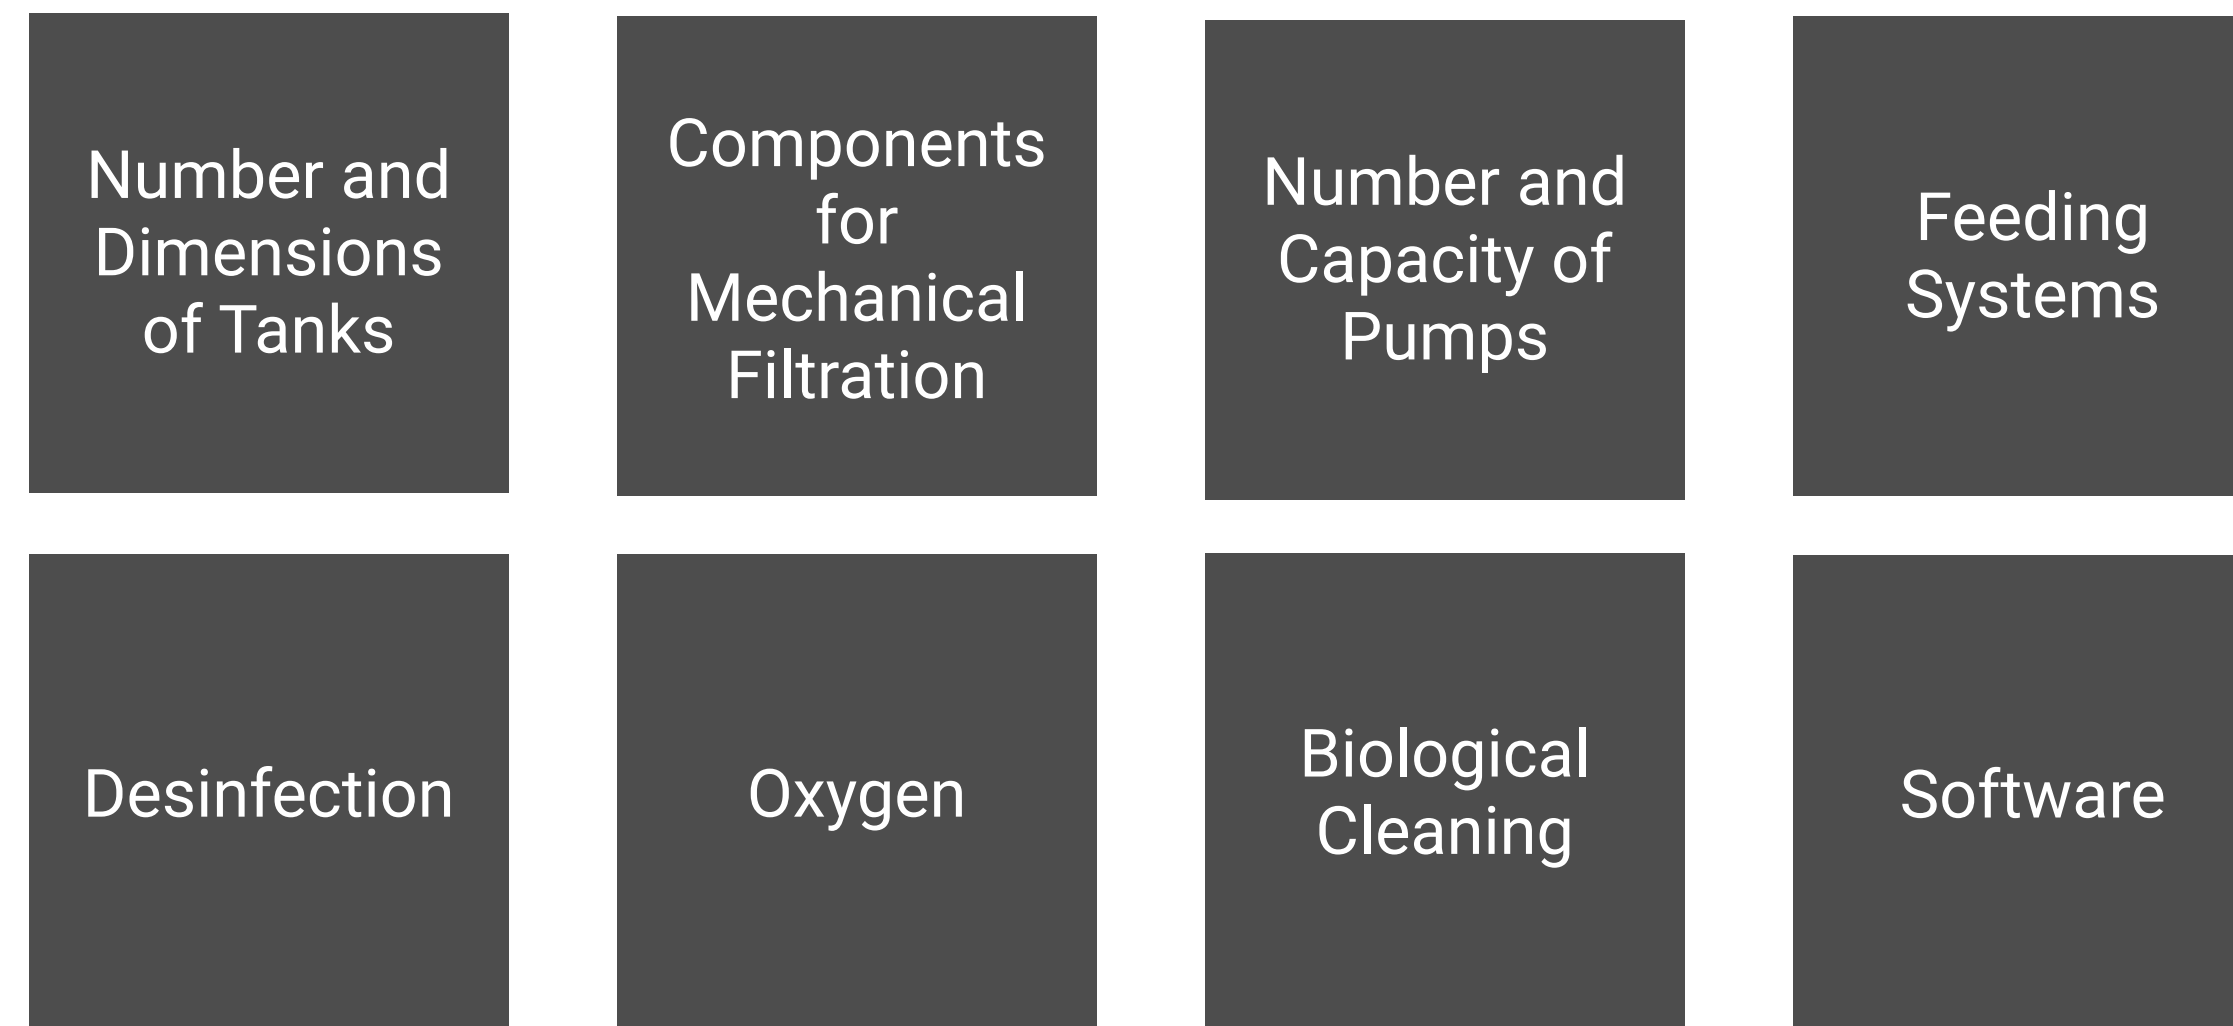 Number and
Dimensions
of Tanks
Components
for
Mechanical
Filtration
Number and
Capacity of
Pumps
Feeding
Systems
Desinfection
Oxygen
Biological
Cleaning
Software